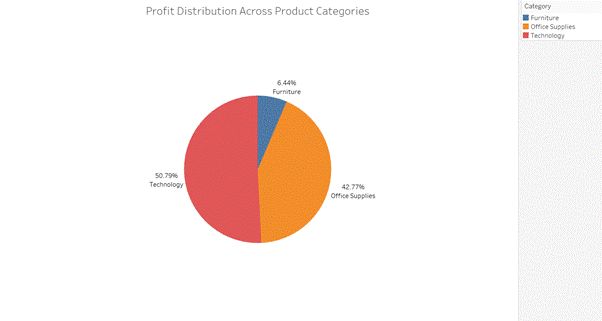 Profit Distribution Across Product Categories
Category
Furniture
Office Supplies
Technology
6.44%
Furniture
50.79%
Technology
42.77%
Office Supplies